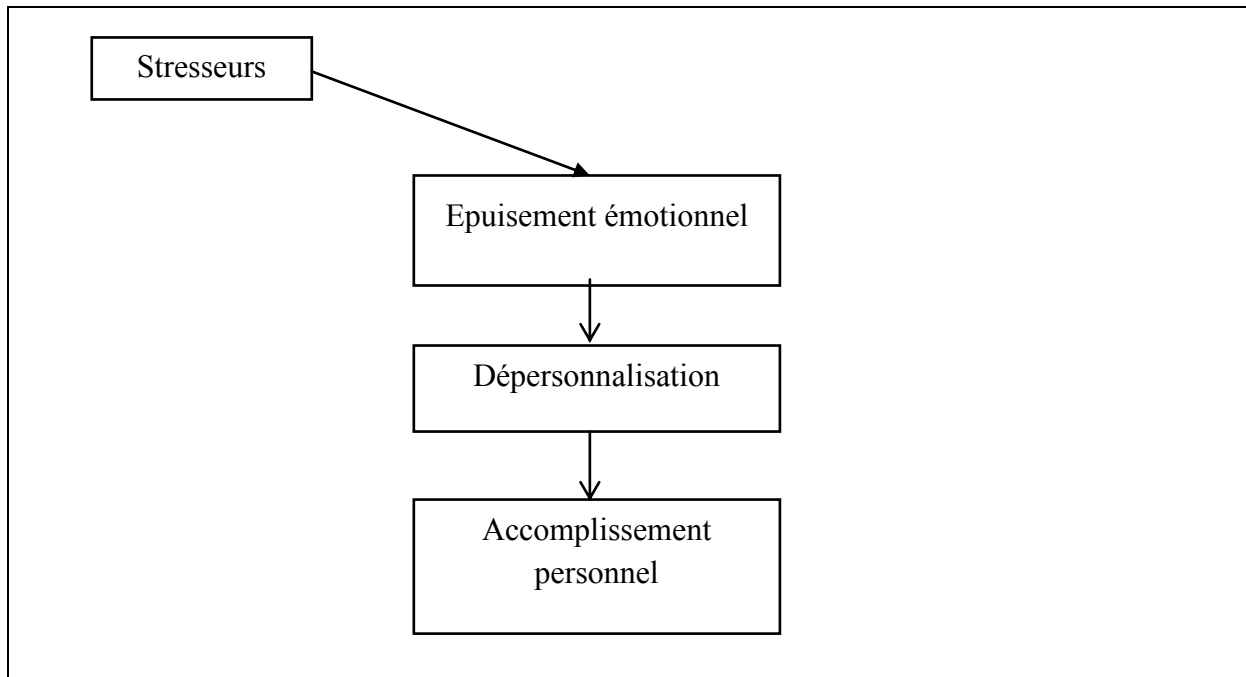 Stresseurs
Epuisement émotionnel
Dépersonnalisation
Accomplissement
personnel